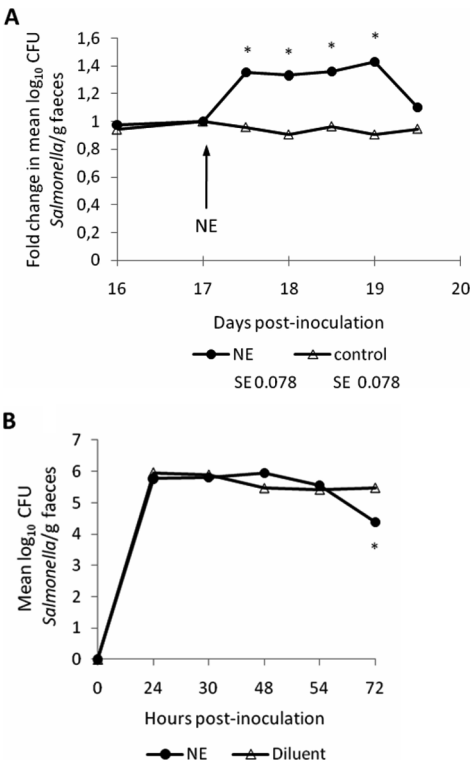 A
Fold change in mean log10 CFU
Salmonella/g faeces
1,6
1,4
1,2
1
0,8
0,6
0,4
0,2
0
* * * *
NE
16 17 18 19 20
Days post-inoculation
NE control
SE 0.078 SE 0.078
B
Mean log10 CFU
Salmonella/g faeces
7
6
5
4
3
2
1
0
*
0 24 30 48 54 72
Hours post-inoculation
NE Diluent